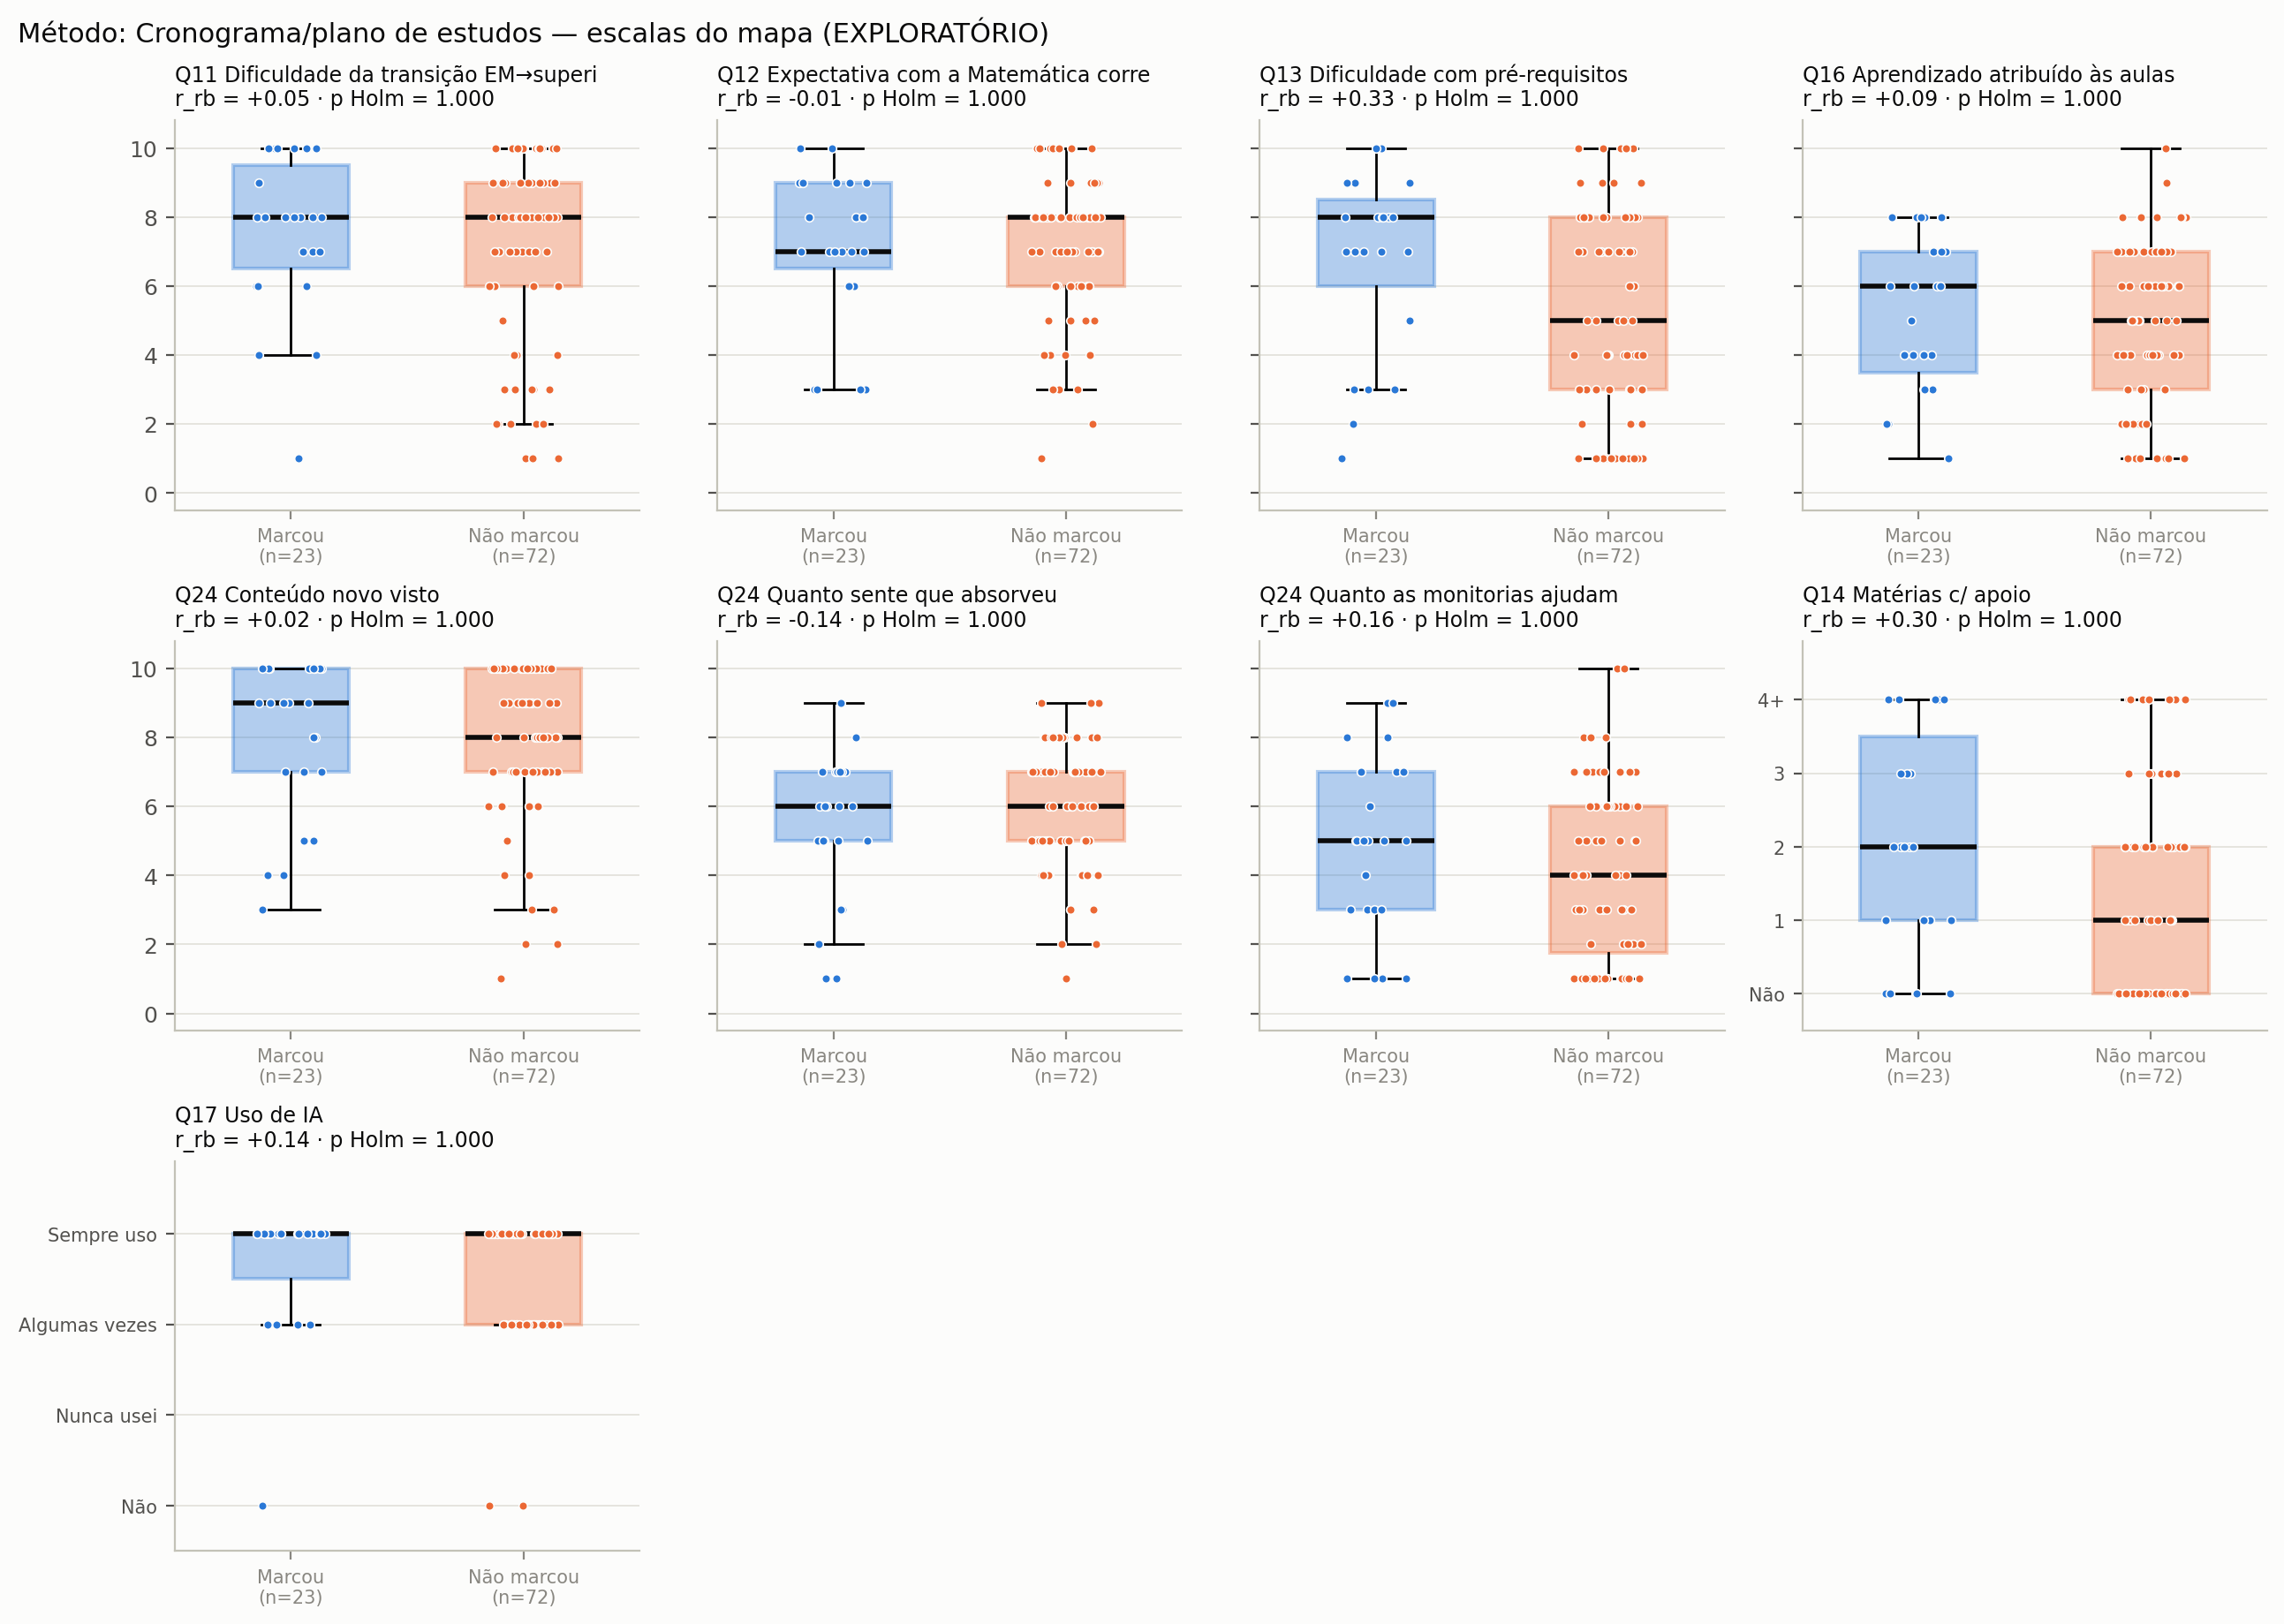 Método: Cronograma/plano de estudos — escalas do mapa (EXPLORATÓRIO)
Q11 Dificuldade da transição EM→superi
r_rb = +0.05 · p Holm = 1.000
10
8
6
4
2
0
Marcou
(n=23)
Não marcou
(n=72)
Q12 Expectativa com a Matemática corre
r_rb = -0.01 · p Holm = 1.000
Marcou
(n=23)
Não marcou
(n=72)
Q13 Dificuldade com pré-requisitos
r_rb = +0.33 · p Holm = 1.000
Marcou
(n=23)
Não marcou
(n=72)
Q16 Aprendizado atribuído às aulas
r_rb = +0.09 · p Holm = 1.000
Marcou
(n=23)
Não marcou
(n=72)
Q24 Conteúdo novo visto
r_rb = +0.02 · p Holm = 1.000
10
8
6
4
2
0
Marcou
(n=23)
Não marcou
(n=72)
Q24 Quanto sente que absorveu
r_rb = -0.14 · p Holm = 1.000
Marcou
(n=23)
Não marcou
(n=72)
Q24 Quanto as monitorias ajudam
r_rb = +0.16 · p Holm = 1.000
Marcou
(n=23)
Não marcou
(n=72)
Q14 Matérias c/ apoio
r_rb = +0.30 · p Holm = 1.000
4+
3
2
1
Não
Marcou
(n=23)
Não marcou
(n=72)
Q17 Uso de IA
r_rb = +0.14 · p Holm = 1.000
Sempre uso
Algumas vezes
Nunca usei
Não
Marcou
(n=23)
Não marcou
(n=72)